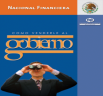 NACIONAL FINANCIERA
COMO VENDERLE AL
gobierno